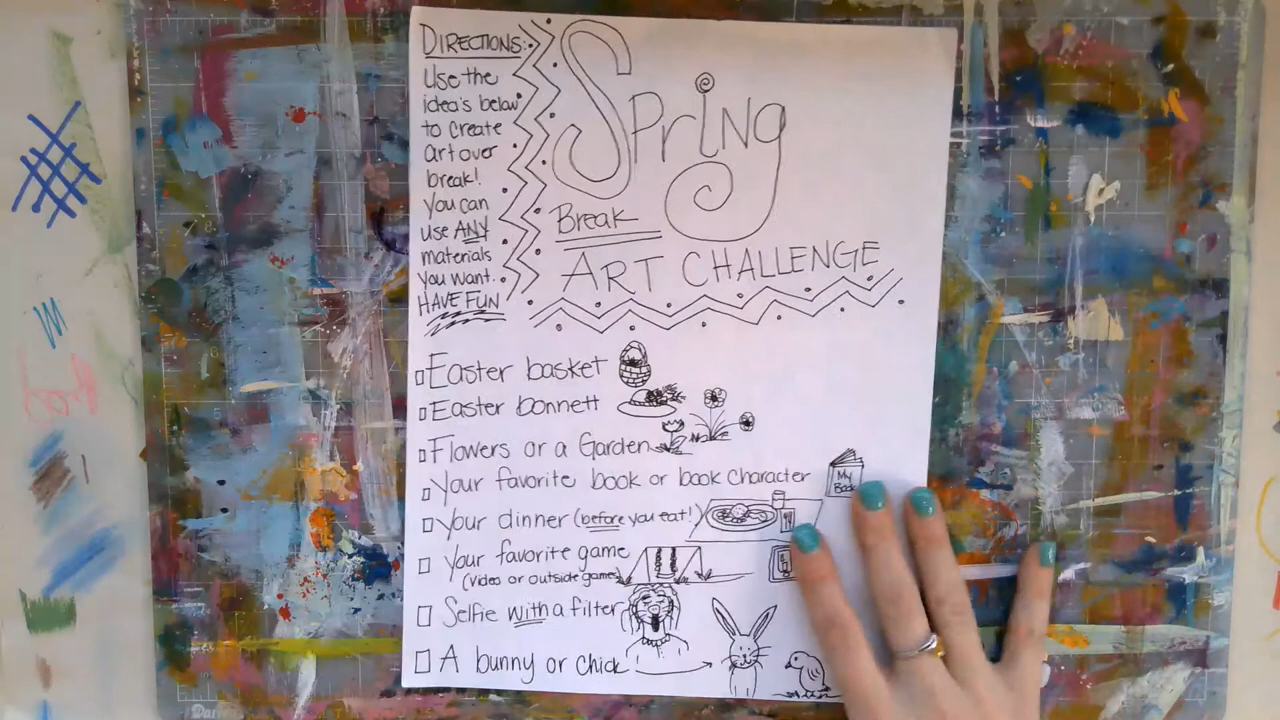 DIRECTIONS:
Use the
idea's below
to create
art over
break!
You can
use ANY
materials
you want.
HAVE FUN
Spring
Break
ART CHALLENGE
Easter basket
Easter bonnett
Flowers or a Garden
Your favorite book or book character
My
Book
Your dinner (before you eat!)
Your favorite game
(Video or outside games)
Selfie with a filter
A bunny or chick